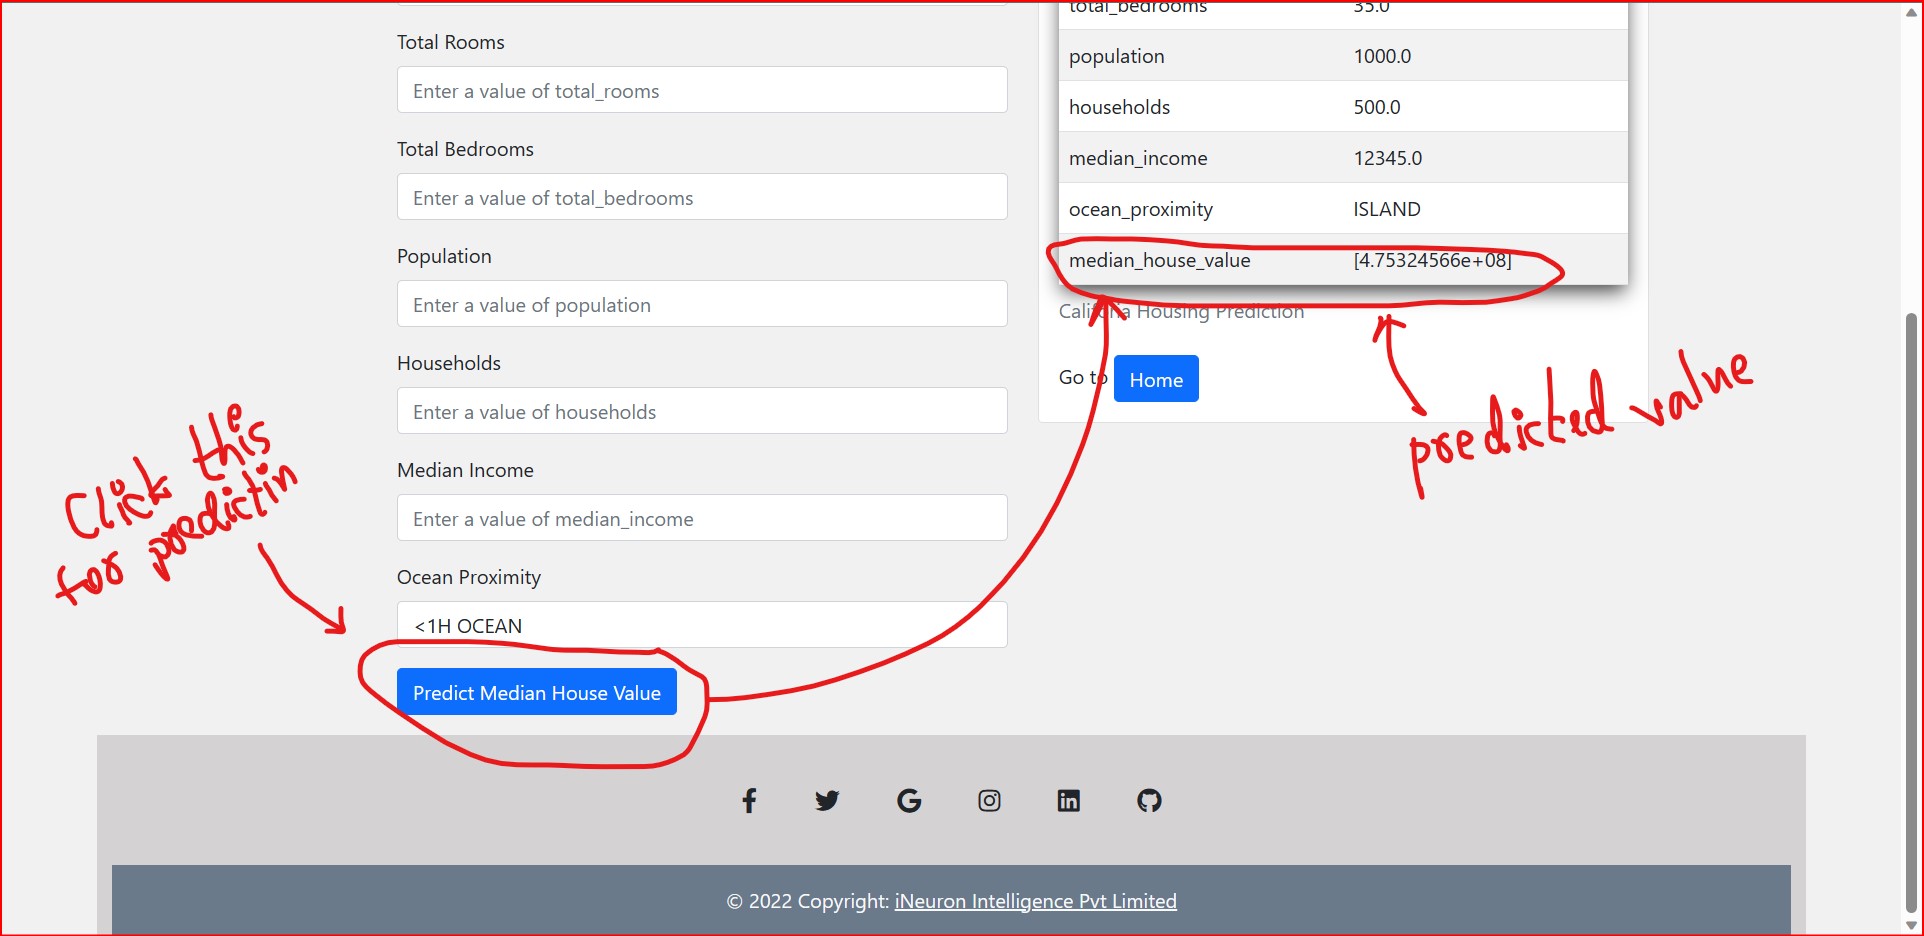 Total Rooms
Enter a value of total_rooms
Total Bedrooms
Enter a value of total_bedrooms
Population
Enter a value of population
Households
Enter a value of households
Median Income
Enter a value of median_income
Ocean Proximity
<1H OCEAN
Predict Median House Value
Click this
for predictin
total_bedrooms 35.0
population 1000.0
households 500.0
median_income 12345.0
ocean_proximity ISLAND
median_house_value [4.75324566e+08]
Housing Prediction
Go to Home
predicted value
© 2022 Copyright: iNeuron Intelligence Pvt Limited